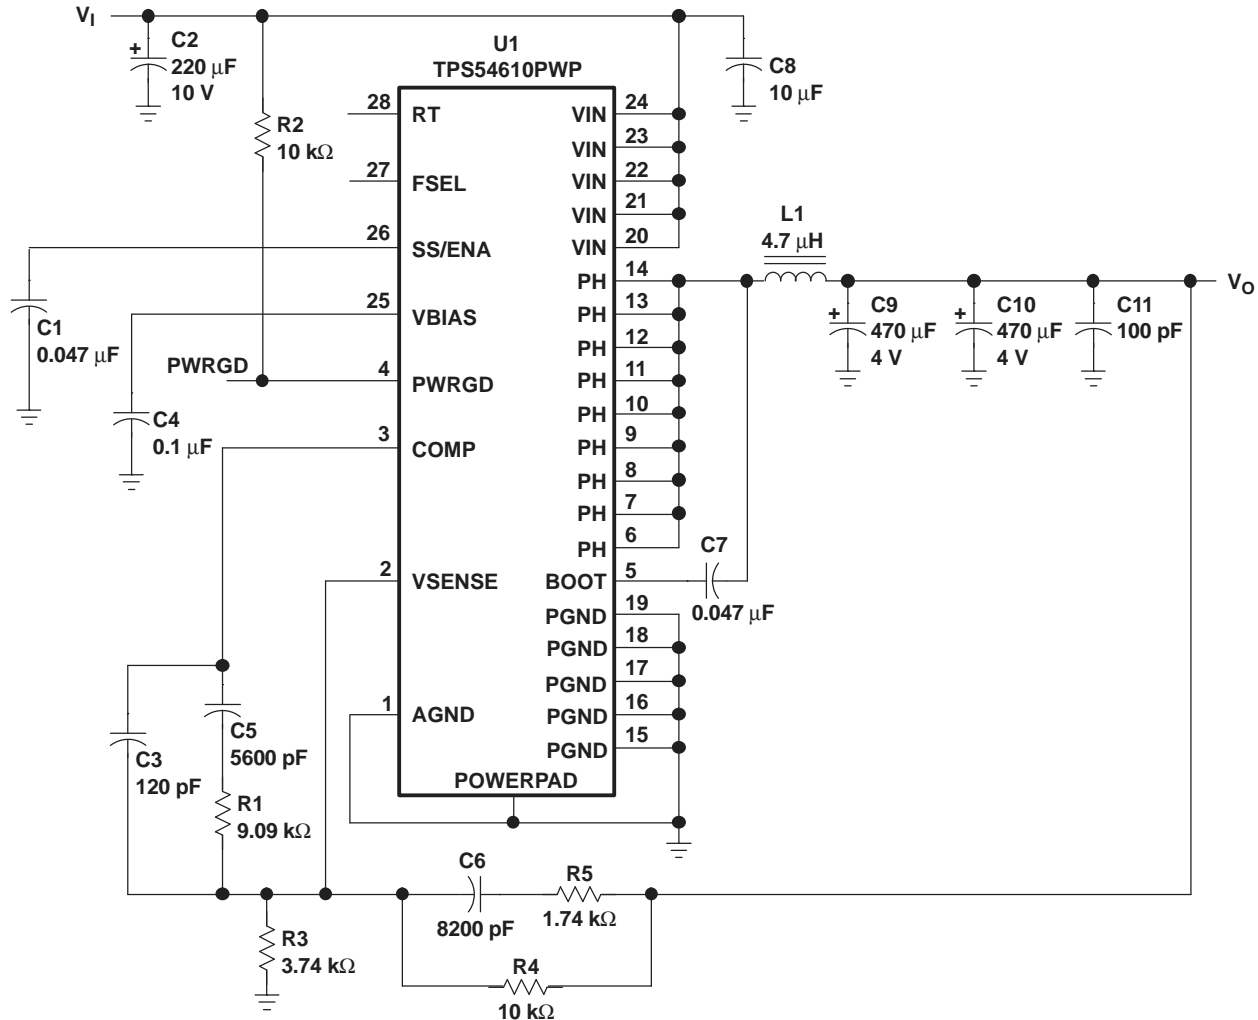 V_I
C2
220 μF
10 V
+
U1
TPS54610PWP
C8
10 μF
R2
10 kΩ
28
RT
27
FSEL
26
SS/ENA
25
VBIAS
4
PWRGD
3
COMP
2
VSENSE
1
AGND
VIN
24
VIN
23
VIN
22
VIN
21
VIN
20
PH
14
PH
13
PH
12
PH
11
PH
10
PH
9
PH
8
PH
7
PH
6
BOOT
5
PGND
19
PGND
18
PGND
17
PGND
16
PGND
15
POWERPAD
L1
4.7 μH
V_O
+
C9
470 μF
4 V
+
C10
470 μF
4 V
C11
100 pF
C1
0.047 μF
PWRGD
C4
0.1 μF
C7
0.047 μF
C3
120 pF
C5
5600 pF
R1
9.09 kΩ
C6
8200 pF
R5
1.74 kΩ
R3
3.74 kΩ
R4
10 kΩ